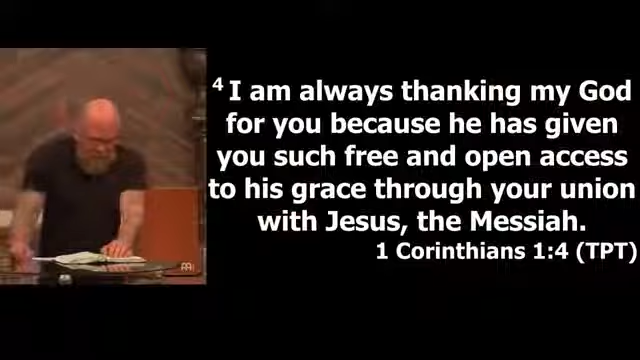 4 I am always thanking my God
for you because he has given
you such free and open access
to his grace through your union
with Jesus, the Messiah.
1 Corinthians 1:4 (TPT)